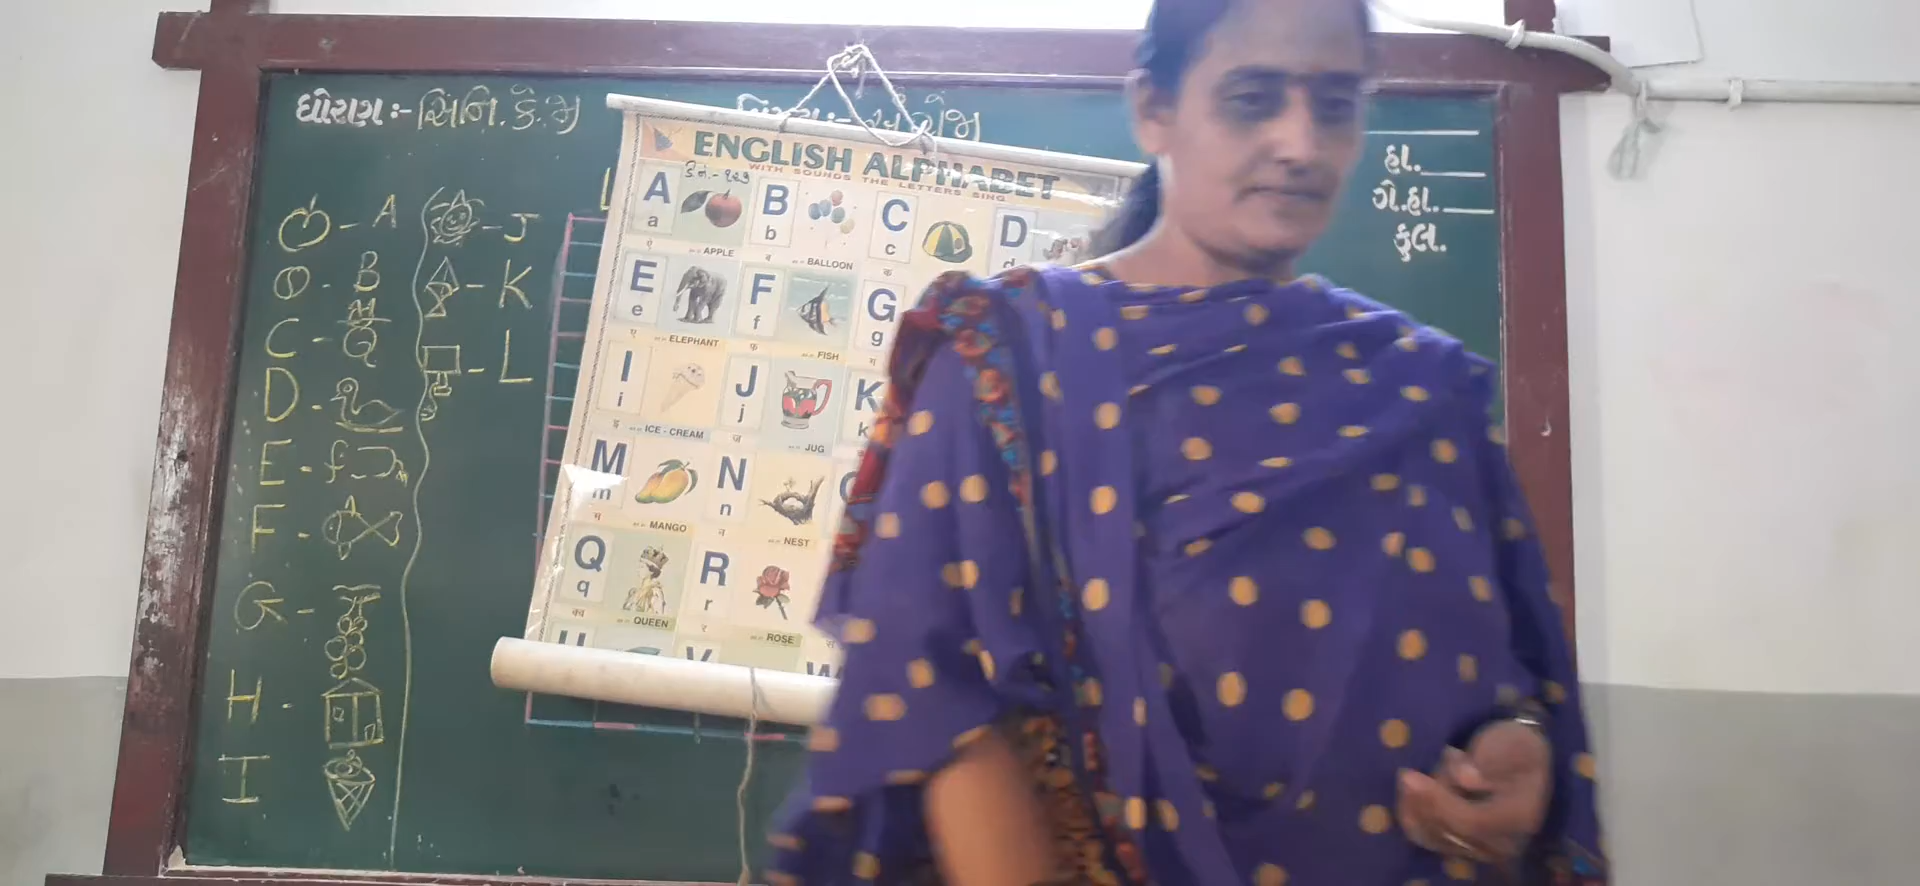 ધોરણ :- સિનિ. કે. જી
હા.
ગે.હા.
કુલ.
A
B
C
D
E
F
G
H
I
J
K
L
ENGLISH ALPHABET
WITH SOUNDS THE LETTERS SING
A a B b C c D d
APPLE BALLOON
E e F f G g
ELEPHANT FISH
I i J j K k
ICE - CREAM JUG
M m N n
MANGO NEST
Q q R r
QUEEN ROSE